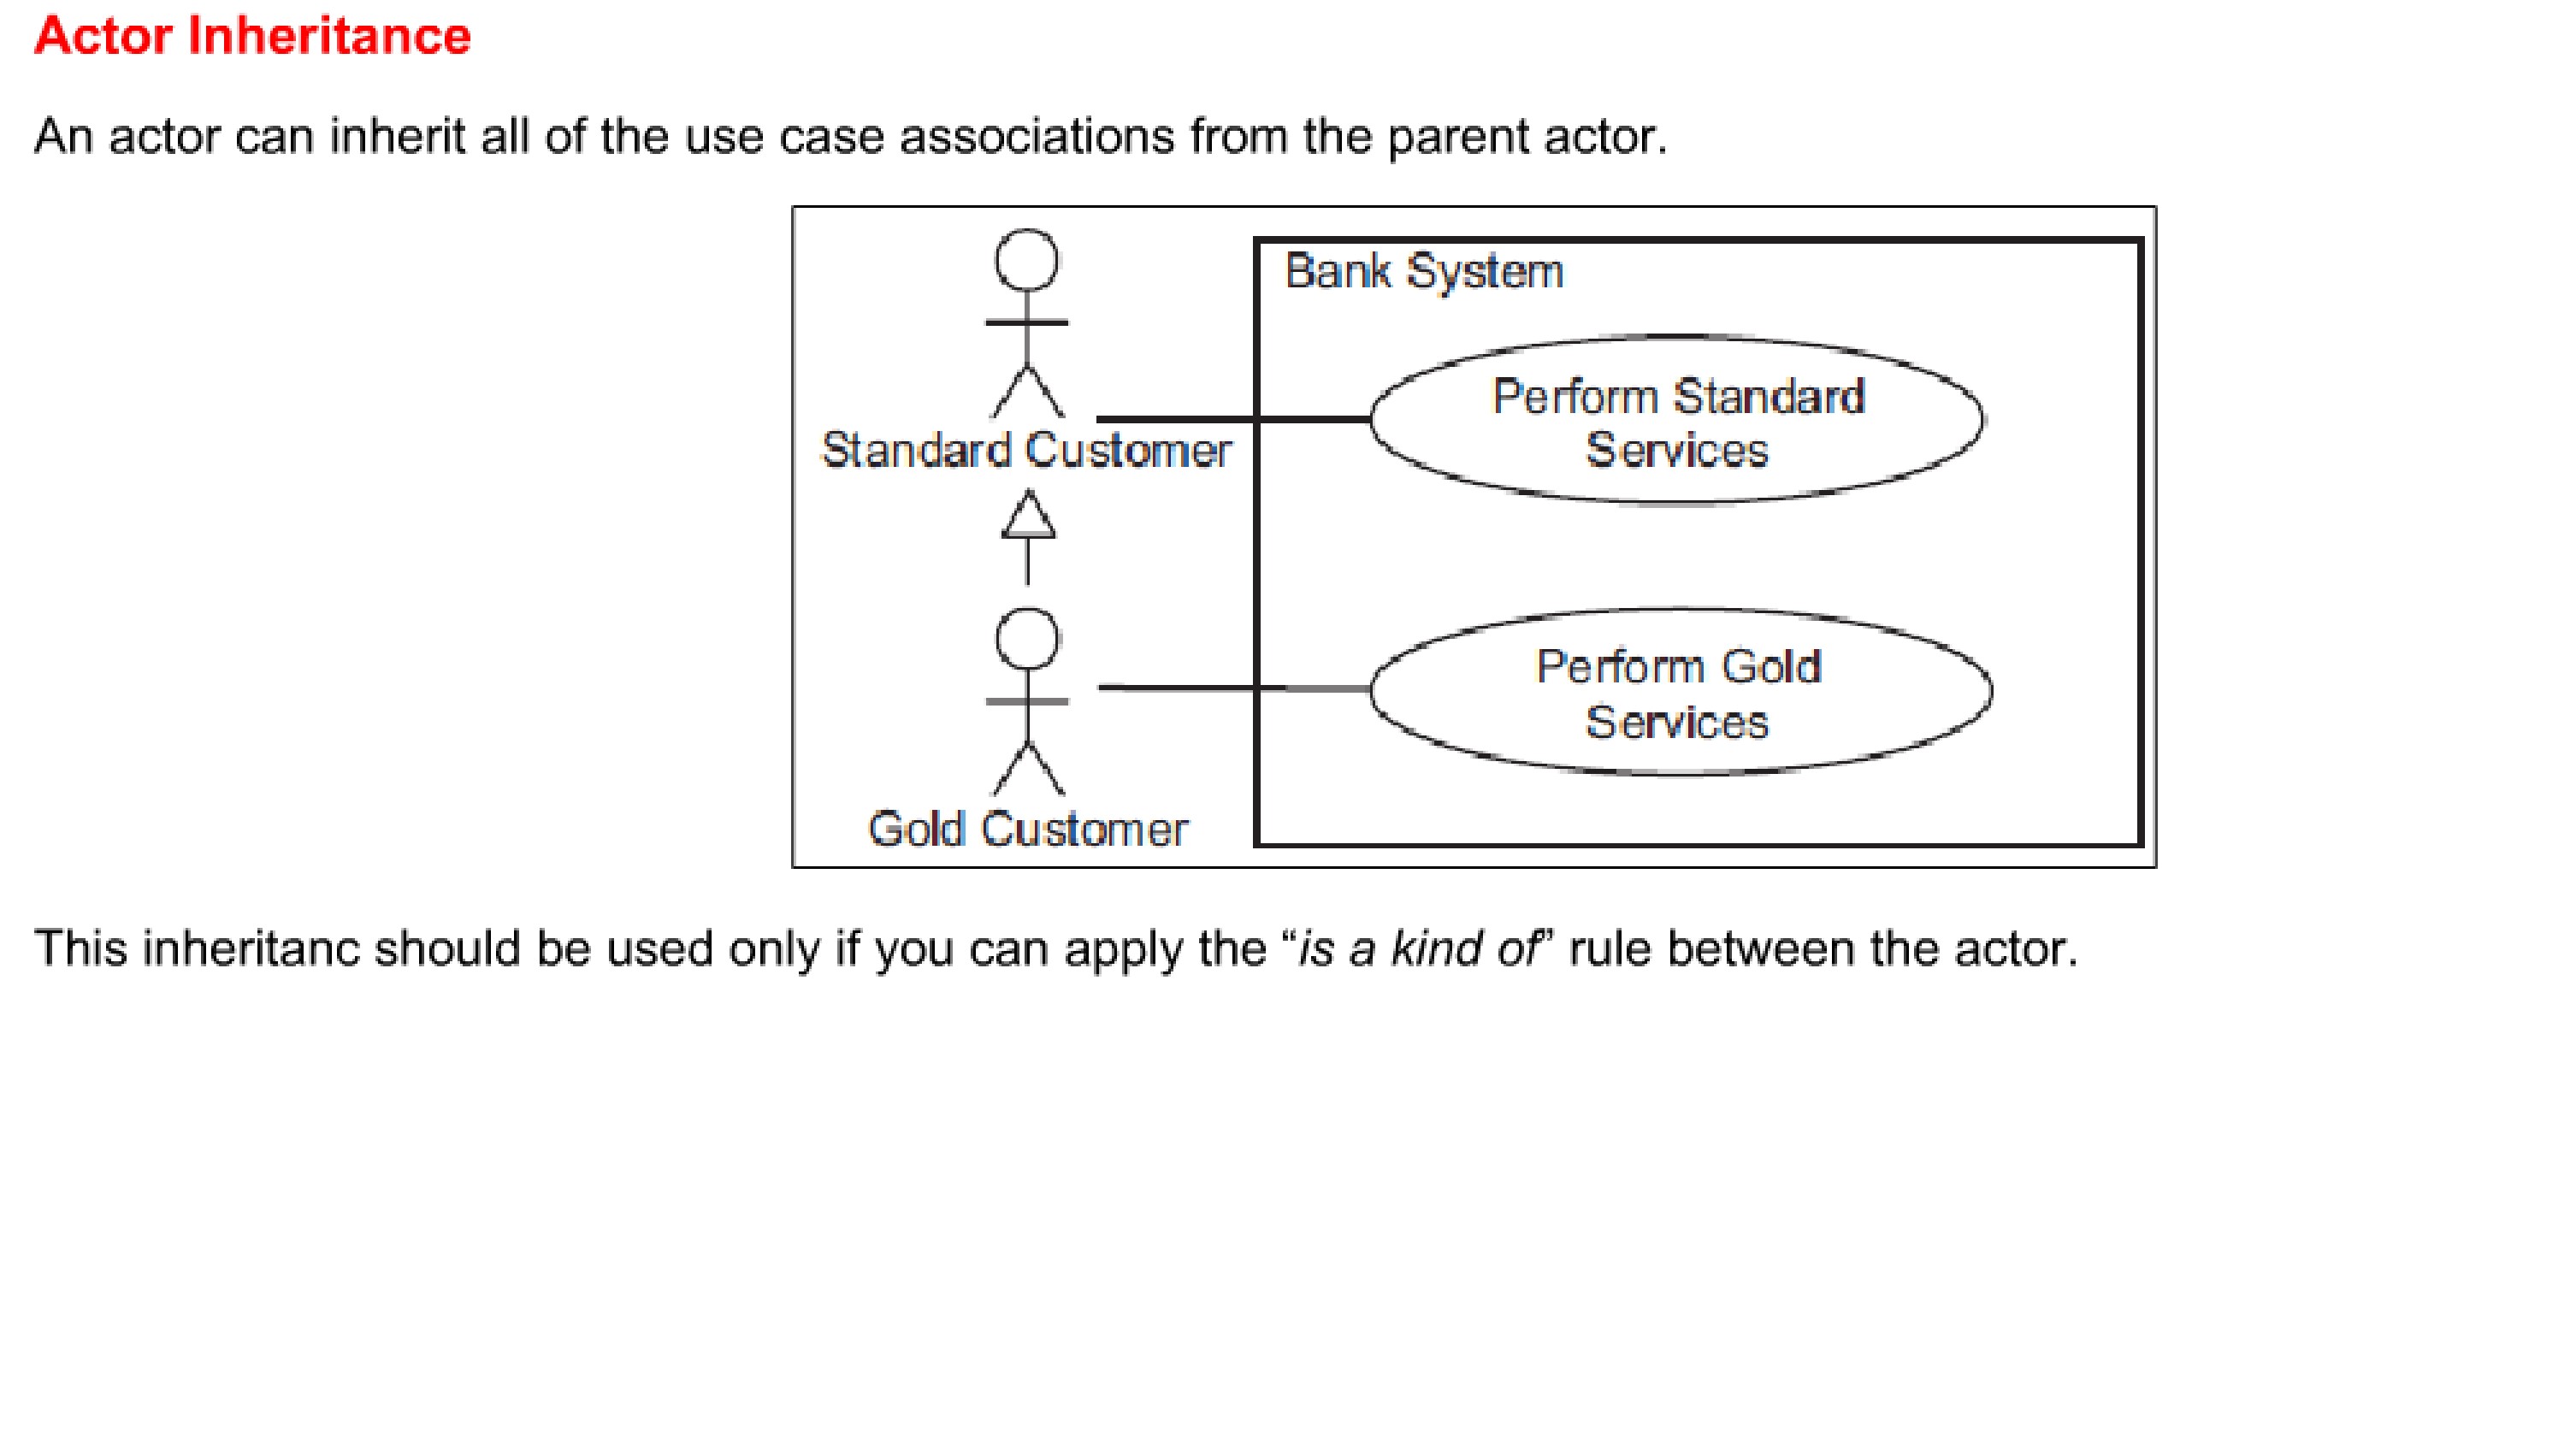 Actor Inheritance
An actor can inherit all of the use case associations from the parent actor.
Bank System
Perform Standard
Services
Standard Customer
Perform Gold
Services
Gold Customer
This inheritanc should be used only if you can apply the “is a kind of” rule between the actor.